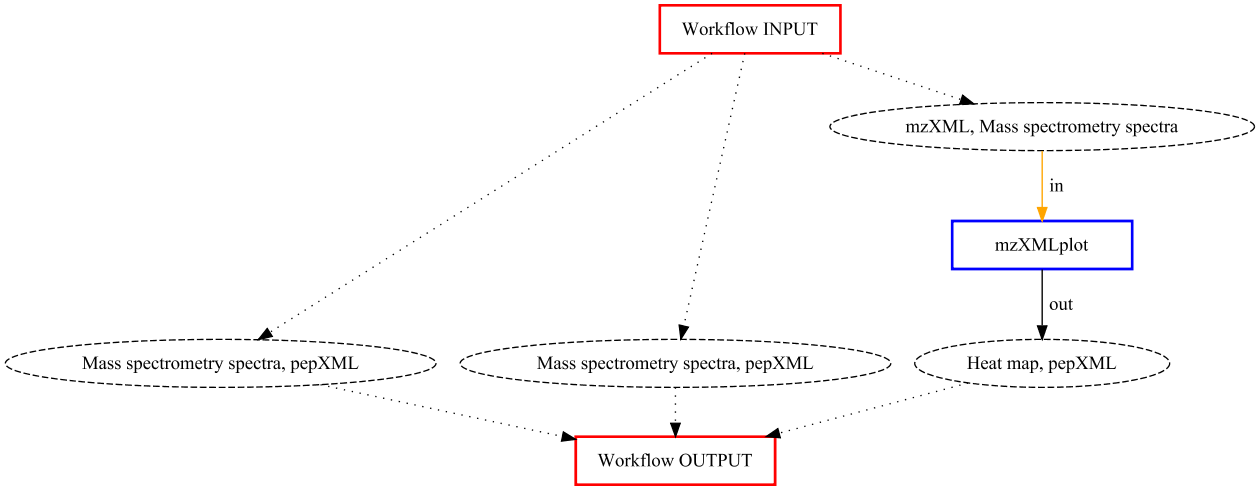 Workflow INPUT
mzXML, Mass spectrometry spectra
in
mzXMLplot
out
Mass spectrometry spectra, pepXML
Mass spectrometry spectra, pepXML
Heat map, pepXML
Workflow OUTPUT